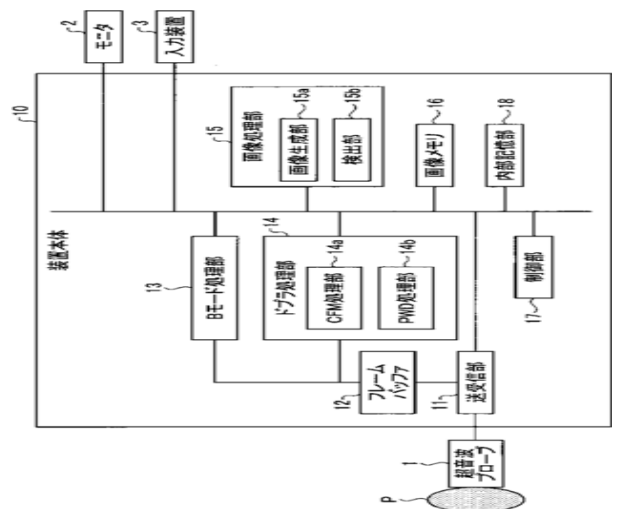 10
装置本体
2
モニタ
3
入力装置
13
Bモード処理部
15
画像処理部
画像生成部
15a
検出部
15b
14
ドプラ処理部
CFM処理部
14a
PWD処理部
14b
画像メモリ
16
内部記憶部
18
12
フレーム
バッファ
11
送受信部
17
制御部
1
超音波
プローブ
P